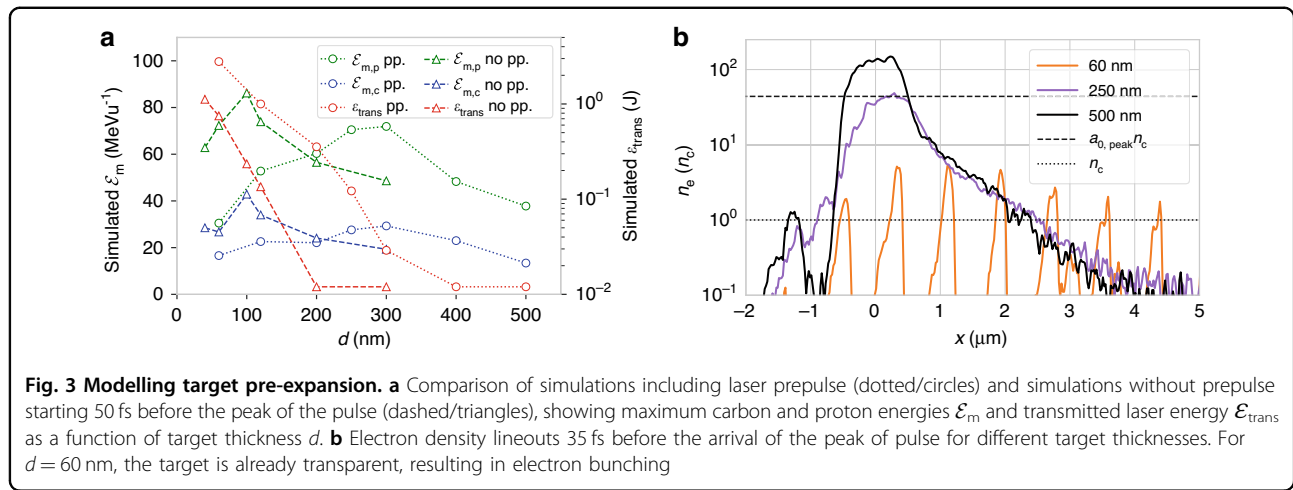 a
b
Simulated ℰm (MeVu⁻¹)
100
80
60
40
20
0
0
100
200
300
400
500
d (nm)
ℰm,p pp.
ℰm,c pp.
εtrans pp.
ℰm,p no pp.
ℰm,c no pp.
εtrans no pp.
10⁰
10⁻¹
10⁻²
Simulated εtrans (J)
ne (nc)
10²
10¹
10⁰
10⁻¹
−2
−1
0
1
2
3
4
5
x (μm)
60 nm
250 nm
500 nm
a0, peaknc
nc
Fig. 3 Modelling target pre-expansion. a Comparison of simulations including laser prepulse (dotted/circles) and simulations without prepulse
starting 50 fs before the peak of the pulse (dashed/triangles), showing maximum carbon and proton energies ℰm and transmitted laser energy ℰtrans
as a function of target thickness d. b Electron density lineouts 35 fs before the arrival of the peak of pulse for different target thicknesses. For
d = 60 nm, the target is already transparent, resulting in electron bunching